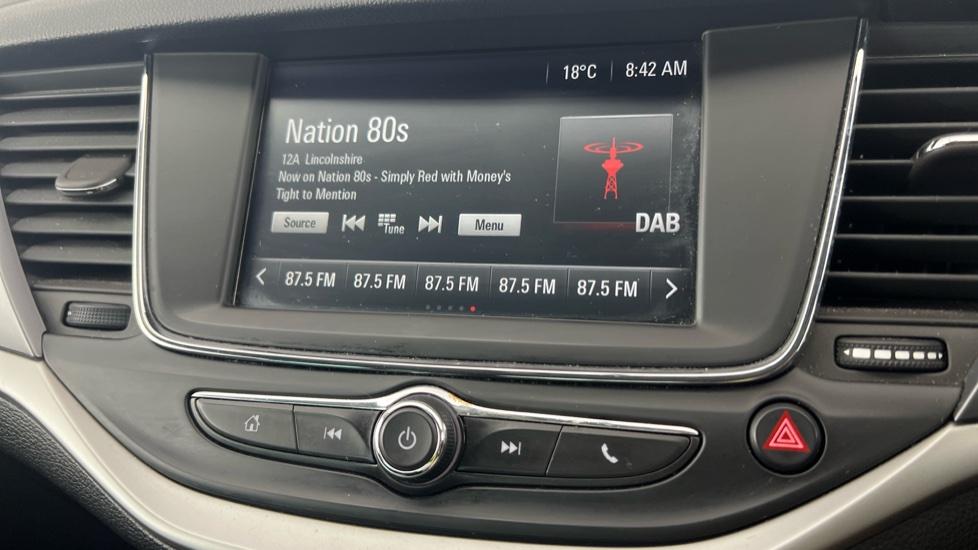 18°C 8:42 AM
Nation 80s
12A Lincolnshire
Now on Nation 80s - Simply Red with Money's
Tight to Mention
Source Tune Menu
DAB
87.5 FM 87.5 FM 87.5 FM 87.5 FM 87.5 FM